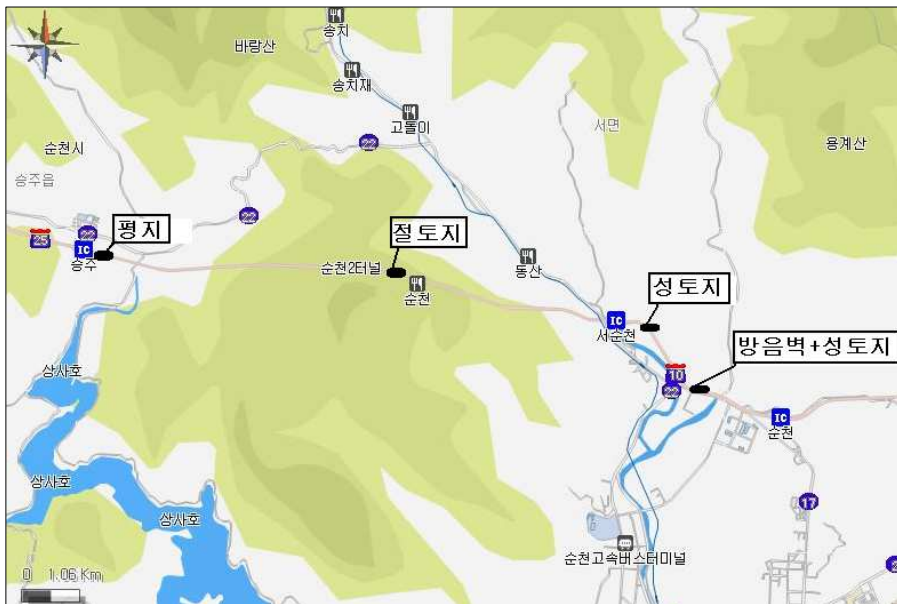 송치
바랑산
송치재
고돌이
서면
22
용계산
순천시
승주읍
22
평지
25
22
IC
승주
절토지
순천2터널
순천
동산
성토지
IC
서순천
방음벽+성토지
상사호
10
22
IC
순천
상사호
상사호
17
순천고속버스터미널
0 1.06 Km